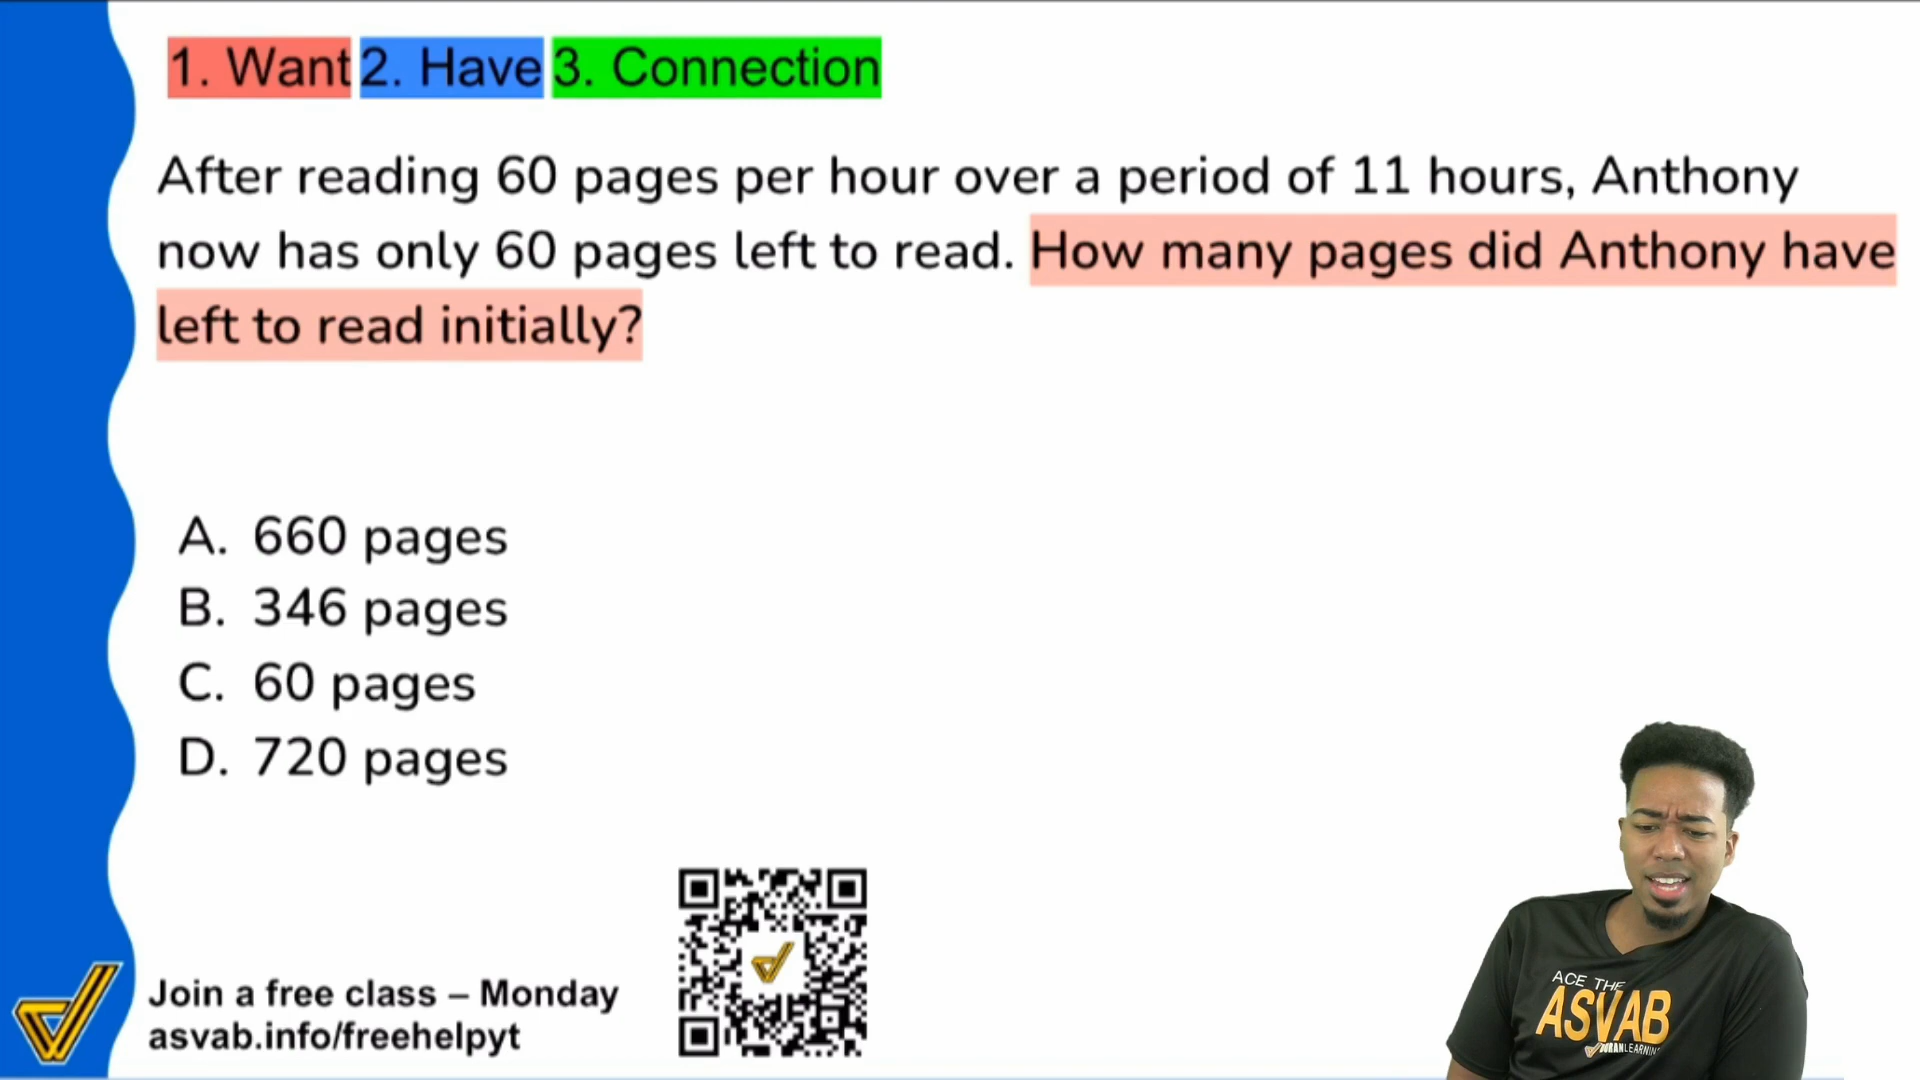 1. Want 2. Have 3. Connection
After reading 60 pages per hour over a period of 11 hours, Anthony
now has only 60 pages left to read. How many pages did Anthony have
left to read initially?
A. 660 pages
B. 346 pages
C. 60 pages
D. 720 pages
Join a free class – Monday
asvab.info/freehelpyt
ACE THE
ASVAB
DURANLEARNING